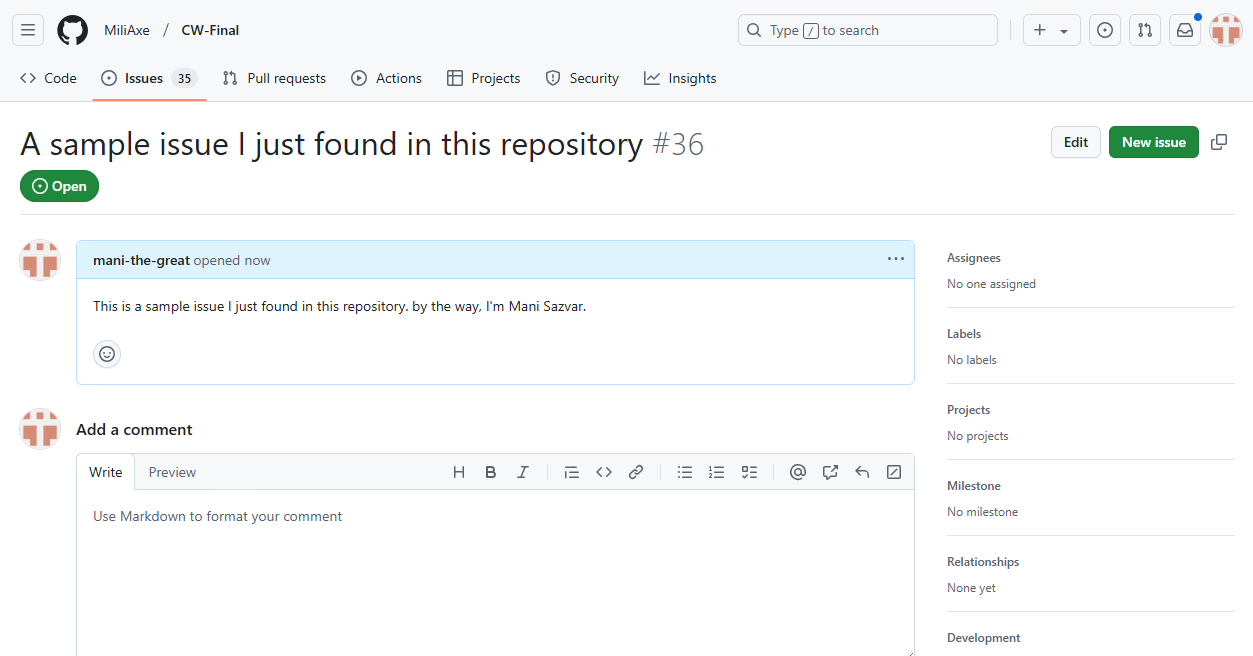 MiliAxe / CW-Final
Type / to search
Code
Issues 35
Pull requests
Actions
Projects
Security
Insights
A sample issue I just found in this repository #36
Edit
New issue
Open
mani-the-great opened now
This is a sample issue I just found in this repository. by the way, I'm Mani Sazvar.
Add a comment
Write
Preview
H B I
Use Markdown to format your comment
Assignees
No one assigned
Labels
No labels
Projects
No projects
Milestone
No milestone
Relationships
None yet
Development